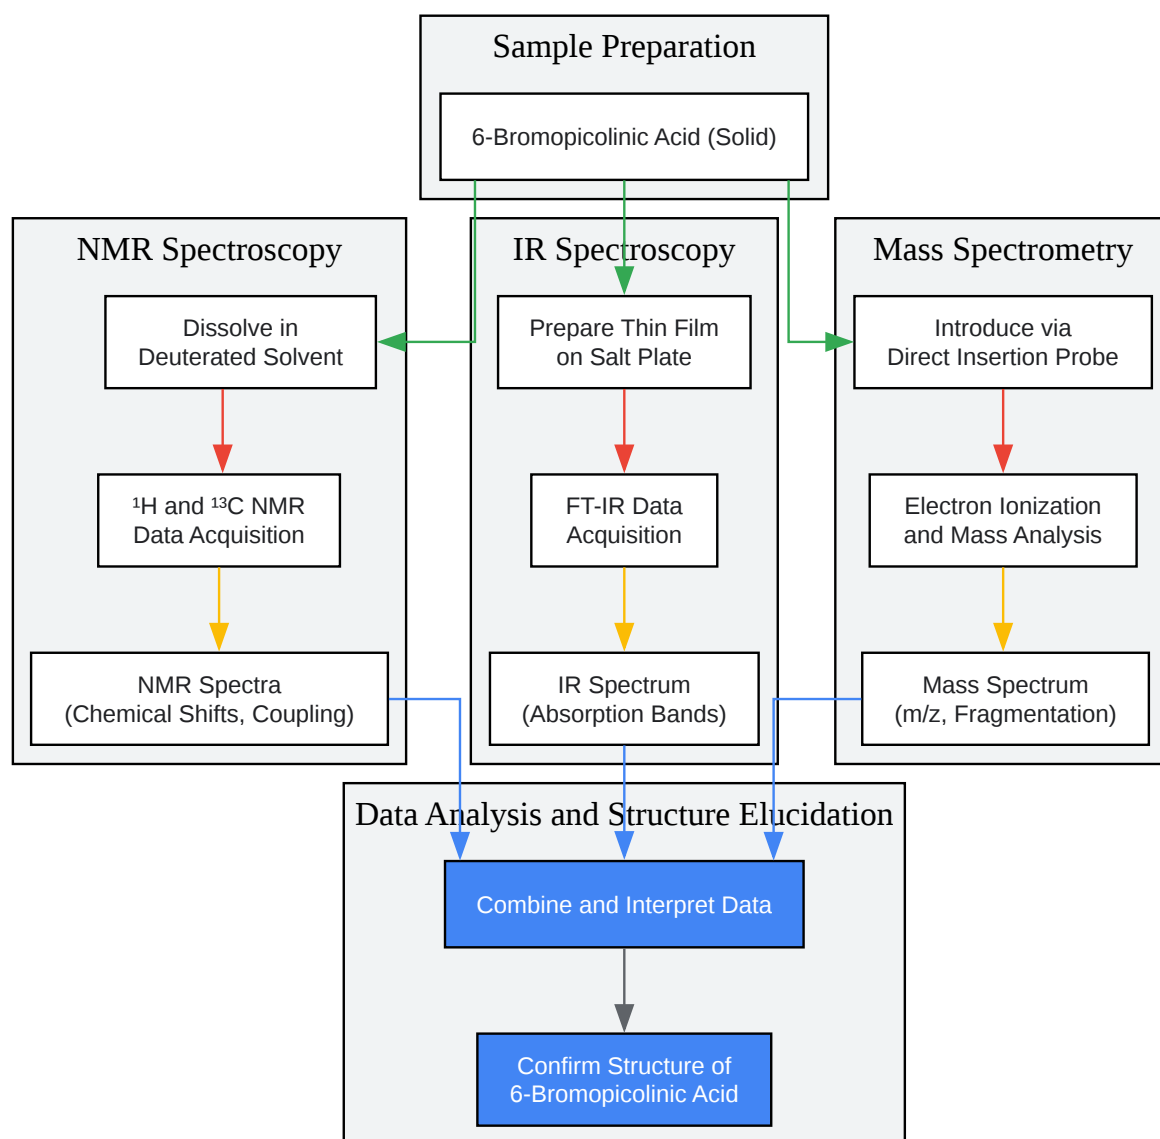 Sample Preparation
6-Bromopicolinic Acid (Solid)
NMR Spectroscopy
Dissolve in
Deuterated Solvent
¹H and ¹³C NMR
Data Acquisition
NMR Spectra
(Chemical Shifts, Coupling)
IR Spectroscopy
Prepare Thin Film
on Salt Plate
FT-IR Data
Acquisition
IR Spectrum
(Absorption Bands)
Mass Spectrometry
Introduce via
Direct Insertion Probe
Electron Ionization
and Mass Analysis
Mass Spectrum
(m/z, Fragmentation)
Data Analysis and Structure Elucidation
Combine and Interpret Data
Confirm Structure of
6-Bromopicolinic Acid